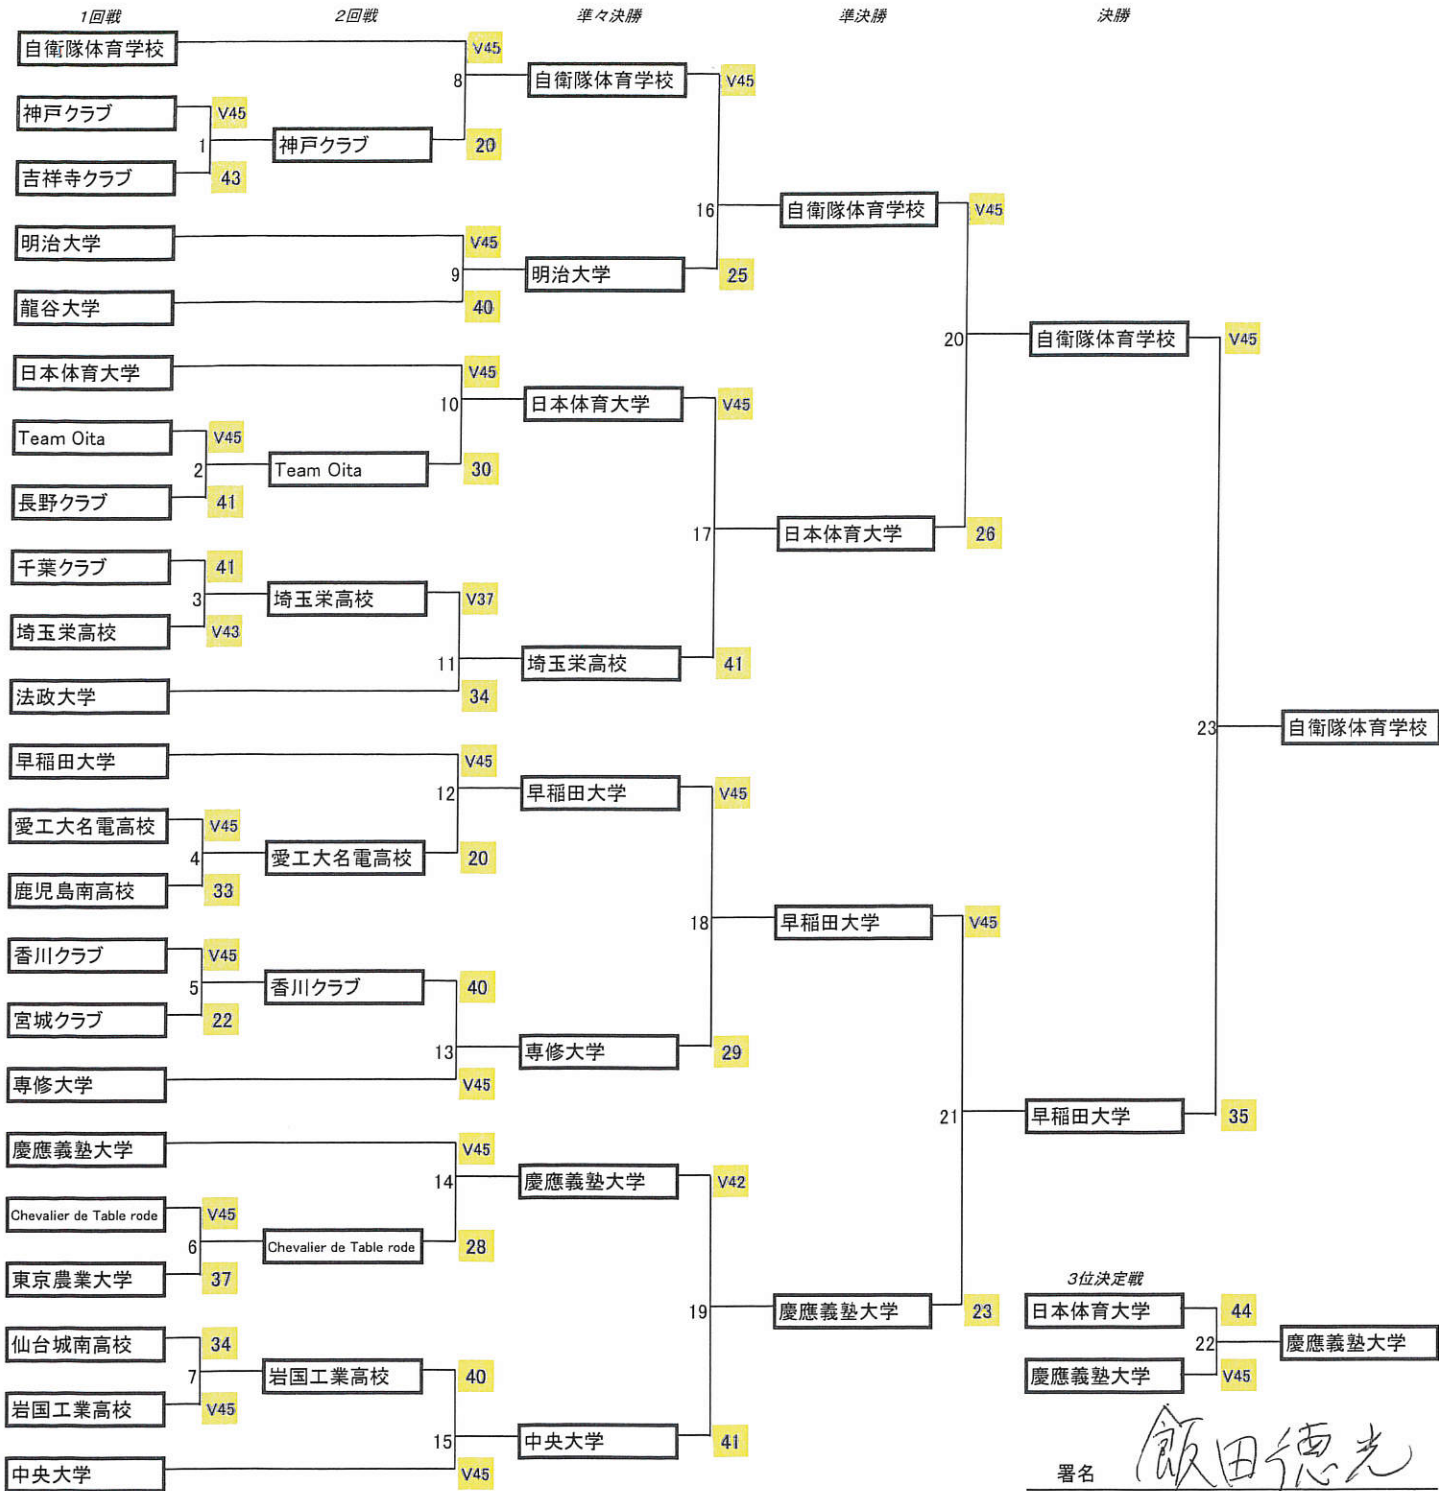 1回戦
2回戦
準々決勝
準決勝
決勝
自衛隊体育学校
V45
8
自衛隊体育学校
V45
神戸クラブ
V45
1
神戸クラブ
20
吉祥寺クラブ
43
16
自衛隊体育学校
V45
明治大学
V45
9
明治大学
25
龍谷大学
40
20
自衛隊体育学校
V45
日本体育大学
V45
10
日本体育大学
V45
Team Oita
V45
2
Team Oita
30
長野クラブ
41
17
日本体育大学
26
千葉クラブ
41
3
埼玉栄高校
V37
埼玉栄高校
V43
11
埼玉栄高校
41
法政大学
34
23
自衛隊体育学校
早稲田大学
V45
12
早稲田大学
V45
愛工大名電高校
V45
4
愛工大名電高校
20
鹿児島南高校
33
18
早稲田大学
V45
香川クラブ
V45
5
香川クラブ
40
宮城クラブ
22
13
専修大学
29
専修大学
V45
21
早稲田大学
35
慶應義塾大学
V45
14
慶應義塾大学
V42
Chevalier de Table rode
V45
6
Chevalier de Table rode
28
東京農業大学
37
19
慶應義塾大学
23
3位決定戦
日本体育大学
44
22
慶應義塾大学
慶應義塾大学
V45
仙台城南高校
34
7
岩国工業高校
40
岩国工業高校
V45
15
中央大学
41
中央大学
V45
署名 飯田徳光